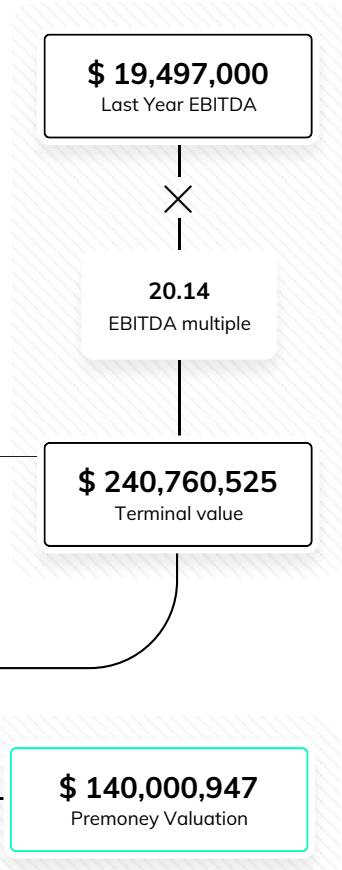 $ 19,497,000
Last Year EBITDA
20.14
EBITDA multiple
$ 240,760,525
Terminal value
$ 140,000,947
Premoney Valuation